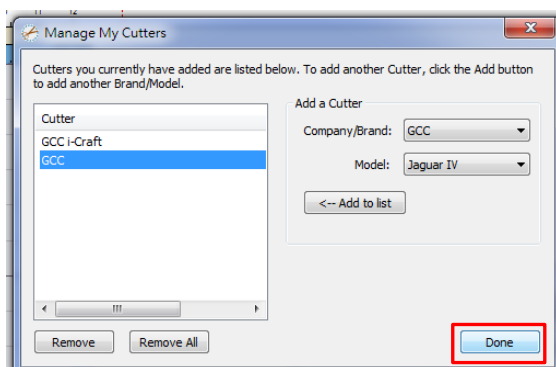 Manage My Cutters
Cutters you currently have added are listed below. To add another Cutter, click the Add button
to add another Brand/Model.
Add a Cutter
Cutter
Company/Brand: GCC
GCC i-Craft
GCC
Model: Jaguar IV
<-- Add to list
Remove
Remove All
Done